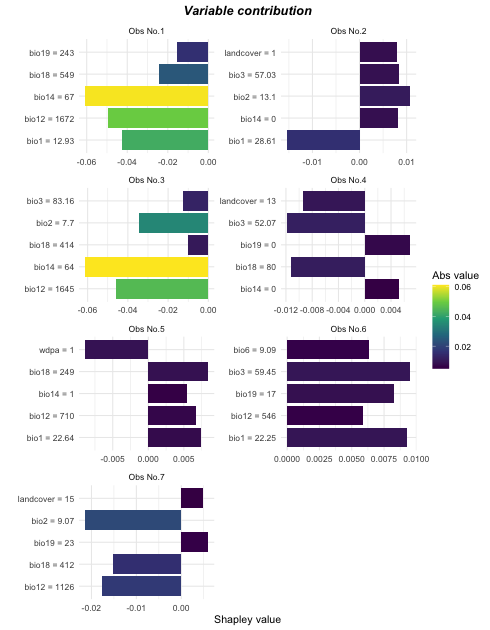 Variable contribution
Obs No.1
bio19 = 243
bio18 = 549
bio14 = 67
bio12 = 1672
bio1 = 12.93
-0.06 -0.04 -0.02 0.00
Obs No.2
landcover = 1
bio3 = 57.03
bio2 = 13.1
bio14 = 0
bio1 = 28.61
-0.01 0.00 0.01
Obs No.3
bio3 = 83.16
bio2 = 7.7
bio18 = 414
bio14 = 64
bio12 = 1645
-0.06 -0.04 -0.02 0.00
Obs No.4
landcover = 13
bio3 = 52.07
bio19 = 0
bio18 = 80
bio14 = 0
-0.012 -0.008 -0.004 0.000 0.004
Abs value
0.06
0.04
0.02
Obs No.5
wdpa = 1
bio18 = 249
bio14 = 1
bio12 = 710
bio1 = 22.64
-0.005 0.000 0.005
Obs No.6
bio6 = 9.09
bio3 = 59.45
bio19 = 17
bio12 = 546
bio1 = 22.25
0.0000 0.0025 0.0050 0.0075 0.0100
Obs No.7
landcover = 15
bio2 = 9.07
bio19 = 23
bio18 = 412
bio12 = 1126
-0.02 -0.01 0.00
Shapley value